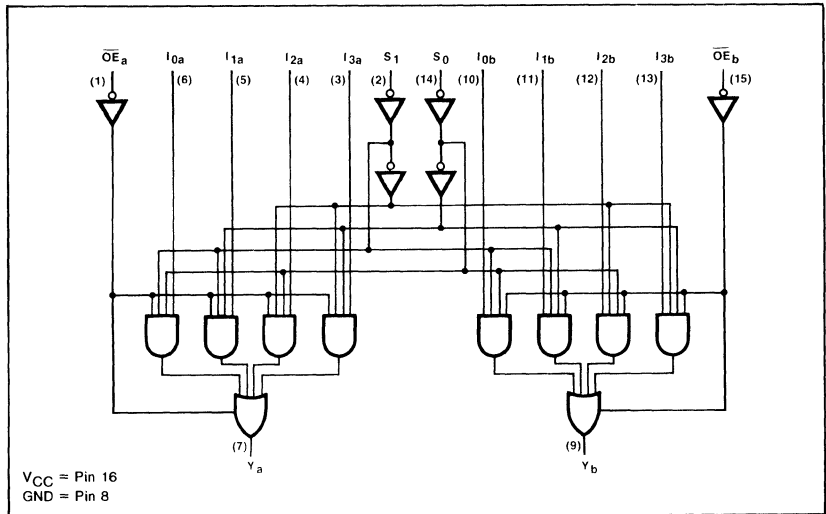 OEa I0a I1a I2a I3a S1 S0 I0b I1b I2b I3b OEb
(1) (6) (5) (4) (3) (2) (14) (10) (11) (12) (13) (15)
(7) (9)
Ya Yb
VCC = Pin 16
GND = Pin 8